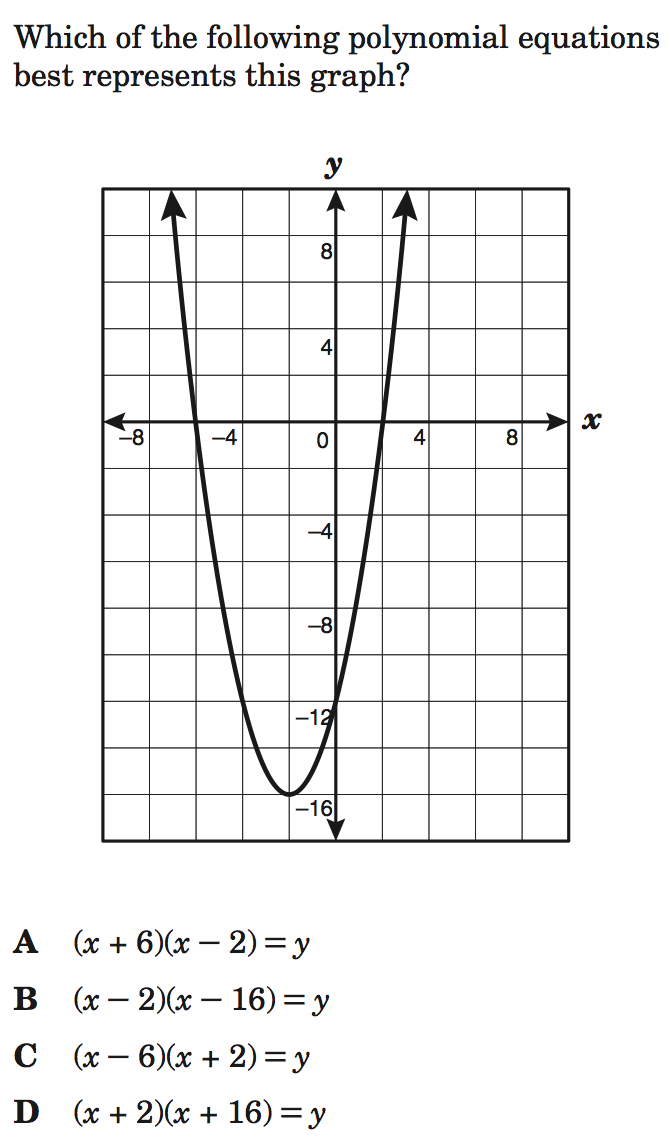 Which of the following polynomial equations
best represents this graph?
y
8
4
x
–8 –4 0 4 8
–4
–8
–12
–16
A (x + 6)(x − 2) = y
B (x − 2)(x − 16) = y
C (x − 6)(x + 2) = y
D (x + 2)(x + 16) = y